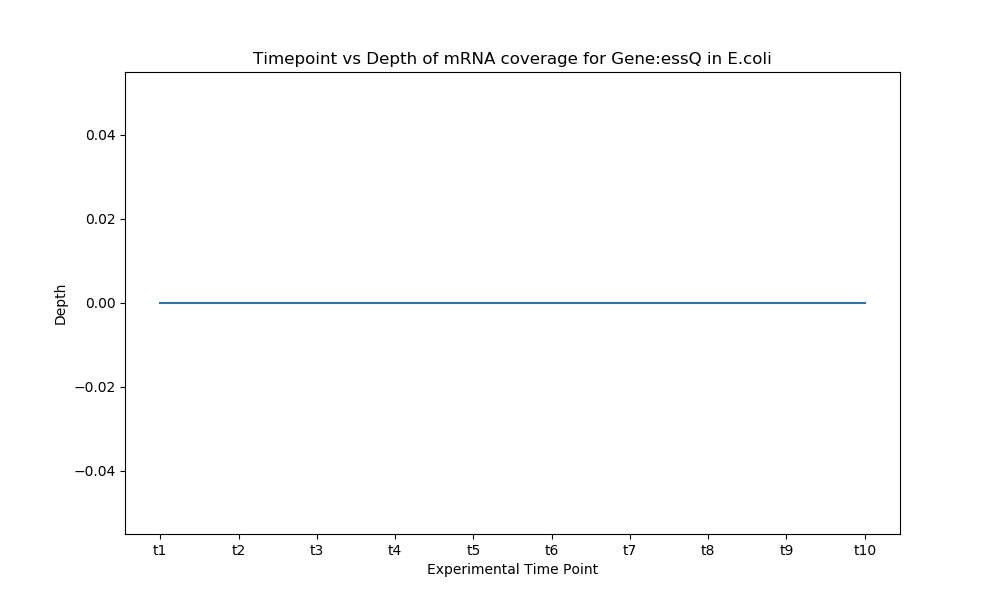 Timepoint vs Depth of mRNA coverage for Gene:essQ in E.coli
0.04
0.02
0.00
−0.02
−0.04
Depth
t1 t2 t3 t4 t5 t6 t7 t8 t9 t10
Experimental Time Point